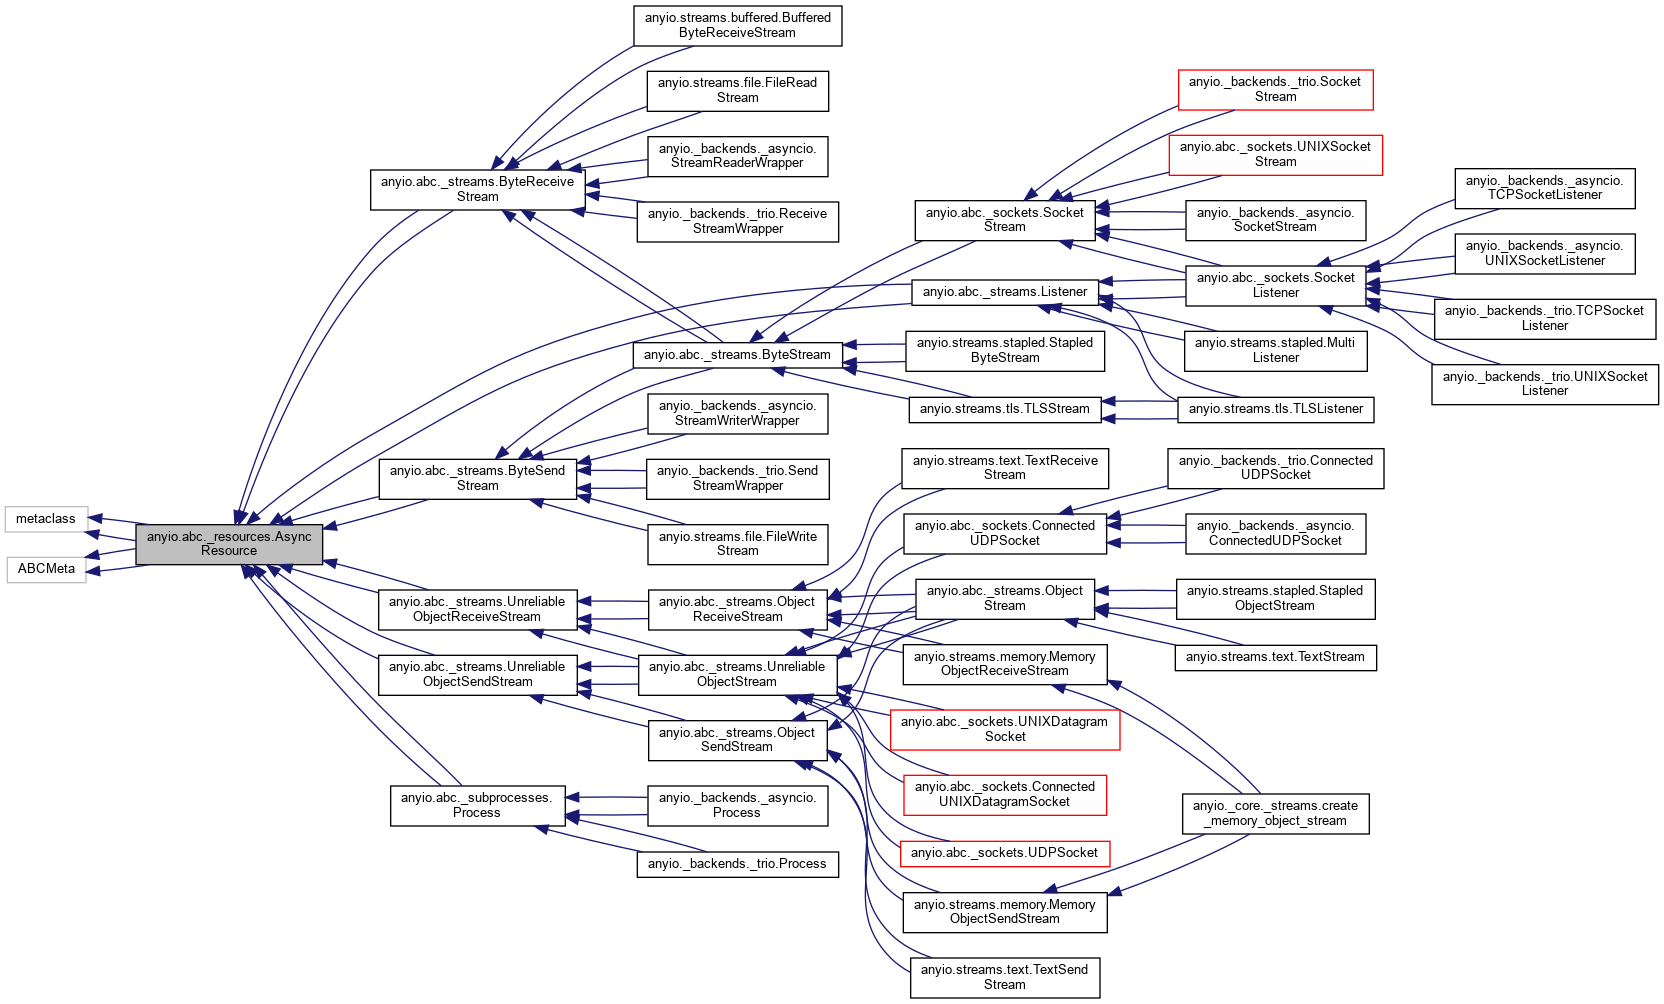 metaclass
ABCMeta
anyio.abc._resources.Async
Resource
anyio.abc._streams.ByteReceive
Stream
anyio.abc._streams.ByteSend
Stream
anyio.abc._streams.Unreliable
ObjectReceiveStream
anyio.abc._streams.Unreliable
ObjectSendStream
anyio.abc._subprocesses.
Process
anyio.streams.buffered.Buffered
ByteReceiveStream
anyio.streams.file.FileRead
Stream
anyio._backends._asyncio.
StreamReaderWrapper
anyio._backends._trio.Receive
StreamWrapper
anyio.abc._streams.ByteStream
anyio._backends._asyncio.
StreamWriterWrapper
anyio._backends._trio.Send
StreamWrapper
anyio.streams.file.FileWrite
Stream
anyio.abc._streams.Object
ReceiveStream
anyio.abc._streams.Unreliable
ObjectStream
anyio.abc._streams.Object
SendStream
anyio._backends._asyncio.
Process
anyio._backends._trio.Process
anyio.abc._sockets.Socket
Stream
anyio.abc._streams.Listener
anyio.streams.stapled.Stapled
ByteStream
anyio.streams.tls.TLSStream
anyio.streams.text.TextReceive
Stream
anyio.abc._sockets.Connected
UDPSocket
anyio.abc._streams.Object
Stream
anyio.streams.memory.Memory
ObjectReceiveStream
anyio.abc._sockets.UNIXDatagram
Socket
anyio.abc._sockets.Connected
UNIXDatagramSocket
anyio.abc._sockets.UDPSocket
anyio.streams.memory.Memory
ObjectSendStream
anyio.streams.text.TextSend
Stream
anyio._backends._trio.Socket
Stream
anyio.abc._sockets.UNIXSocket
Stream
anyio._backends._asyncio.
SocketStream
anyio.abc._sockets.Socket
Listener
anyio.streams.stapled.Multi
Listener
anyio.streams.tls.TLSListener
anyio._backends._trio.Connected
UDPSocket
anyio._backends._asyncio.
ConnectedUDPSocket
anyio.streams.stapled.Stapled
ObjectStream
anyio.streams.text.TextStream
anyio._core._streams.create
_memory_object_stream
anyio._backends._asyncio.
TCPSocketListener
anyio._backends._asyncio.
UNIXSocketListener
anyio._backends._trio.TCPSocket
Listener
anyio._backends._trio.UNIXSocket
Listener